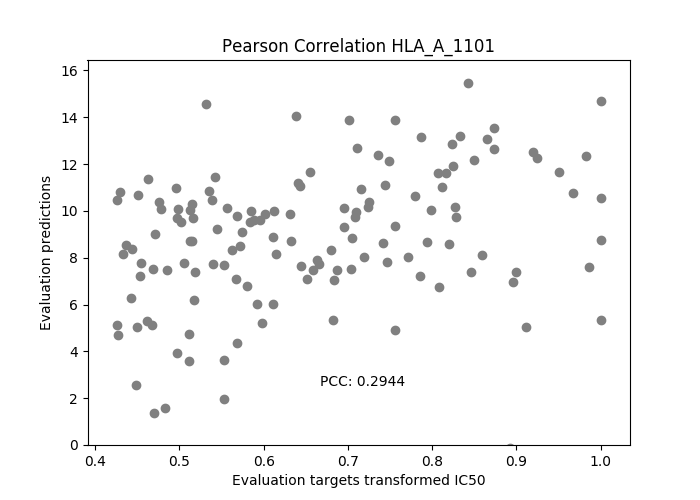 Pearson Correlation HLA_A_1101
16
14
12
10
8
6
4
2
0
Evaluation predictions
PCC: 0.2944
0.4 0.5 0.6 0.7 0.8 0.9 1.0
Evaluation targets transformed IC50